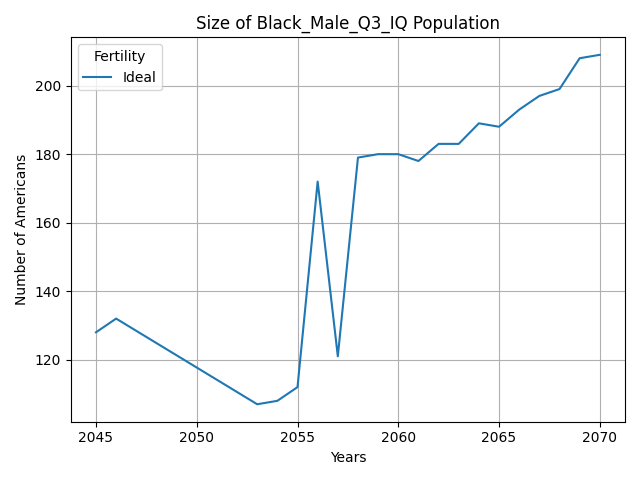 Size of Black_Male_Q3_IQ Population
Fertility
Ideal
Number of Americans
200
180
160
140
120
2045
2050
2055
2060
2065
2070
Years